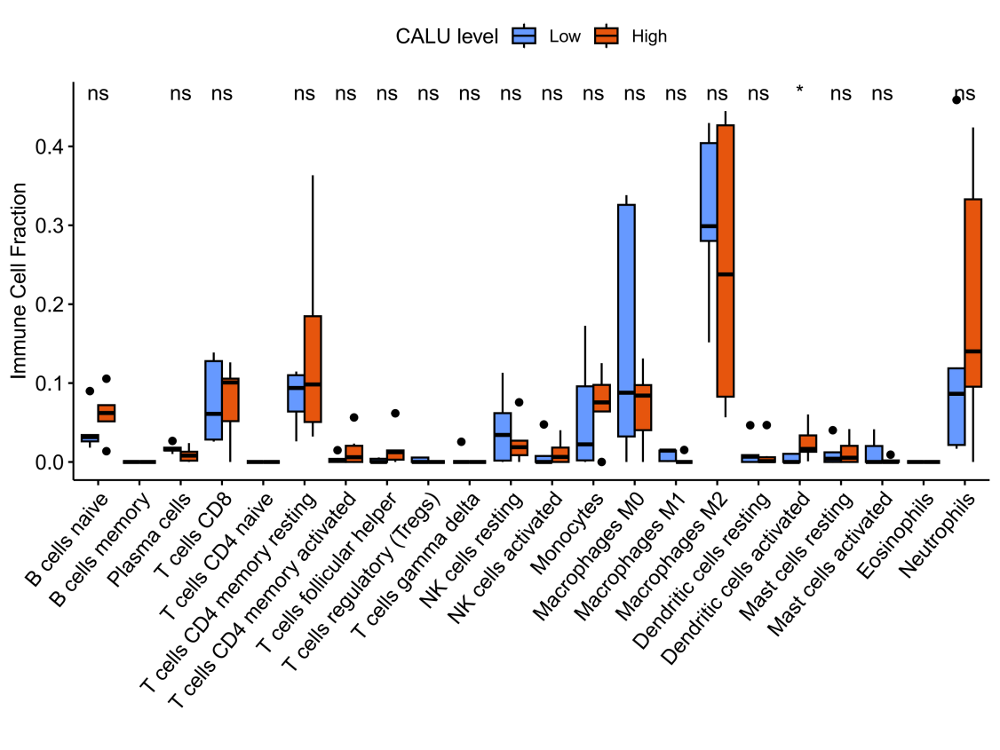 CALU level Low High
ns ns ns ns ns ns ns ns ns ns ns ns ns ns ns * ns ns ns
Immune Cell Fraction
0.4
0.3
0.2
0.1
0.0
B cells naive
B cells memory
Plasma cells
T cells CD8
T cells CD4 naive
T cells CD4 memory resting
T cells CD4 memory activated
T cells follicular helper
T cells regulatory (Tregs)
T cells gamma delta
NK cells resting
NK cells activated
Monocytes
Macrophages M0
Macrophages M1
Macrophages M2
Dendritic cells resting
Dendritic cells activated
Mast cells resting
Mast cells activated
Eosinophils
Neutrophils